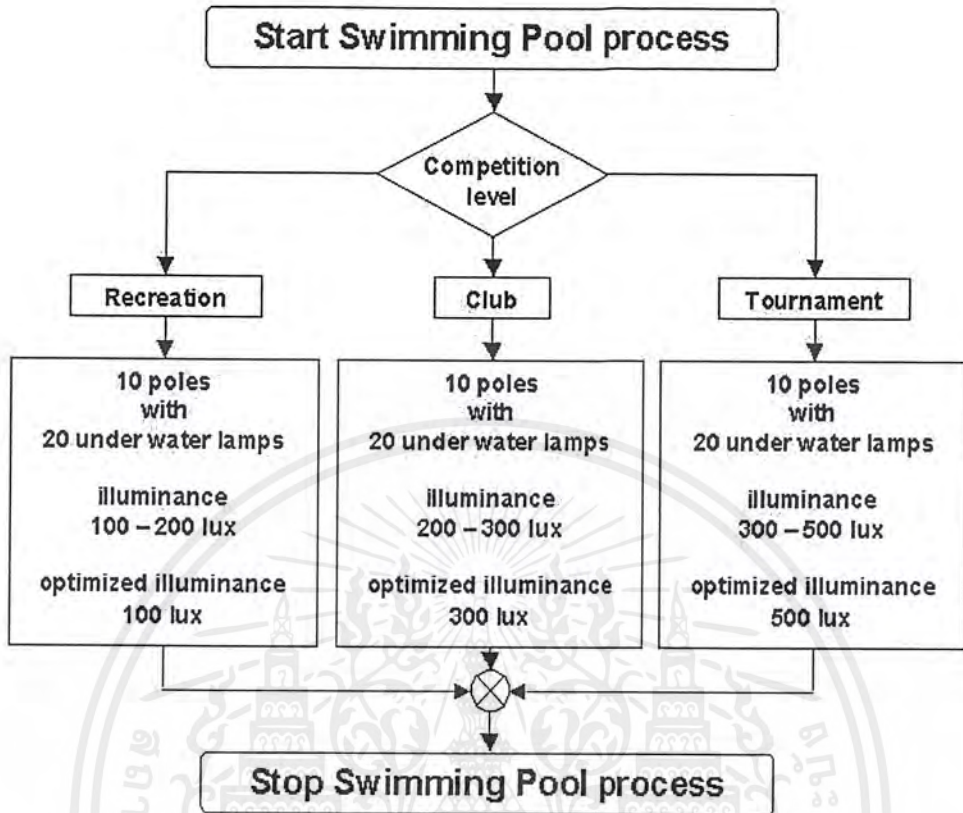 Start Swimming Pool process
Competition
level
Recreation
10 poles
with
20 under water lamps
illuminance
100 – 200 lux
optimized illuminance
100 lux
Club
10 poles
with
20 under water lamps
illuminance
200 – 300 lux
optimized illuminance
300 lux
Tournament
10 poles
with
20 under water lamps
illuminance
300 – 500 lux
optimized illuminance
500 lux
Stop Swimming Pool process